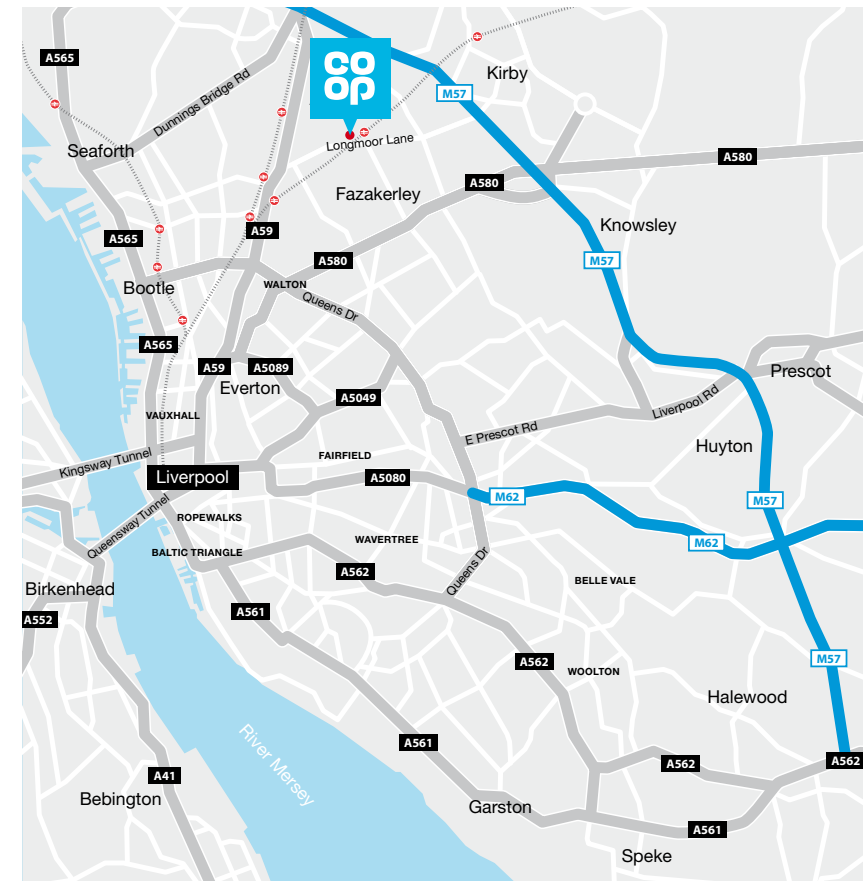 CO
OP
A565
Kirby
M57
Dunnings Bridge Rd
Longmoor Lane
Seaforth
A580
A580
Fazakerley
Knowsley
A59
A565
A580
M57
WALTON
Bootle
Queens Dr
A565
A59
A5089
Prescot
Everton
A5049
Liverpool Rd
VAUXHALL
E Prescot Rd
Huyton
Kingsway Tunnel
FAIRFIELD
Liverpool
A5080
M62
M57
Queensway Tunnel
ROPEWALKS
WAVERTREE
M62
BALTIC TRIANGLE
Queens Dr
A562
BELLE VALE
Birkenhead
A552
A561
A562
M57
WOOLTON
Halewood
River Mersey
A561
A562
A562
A41
Bebington
Garston
A561
Speke